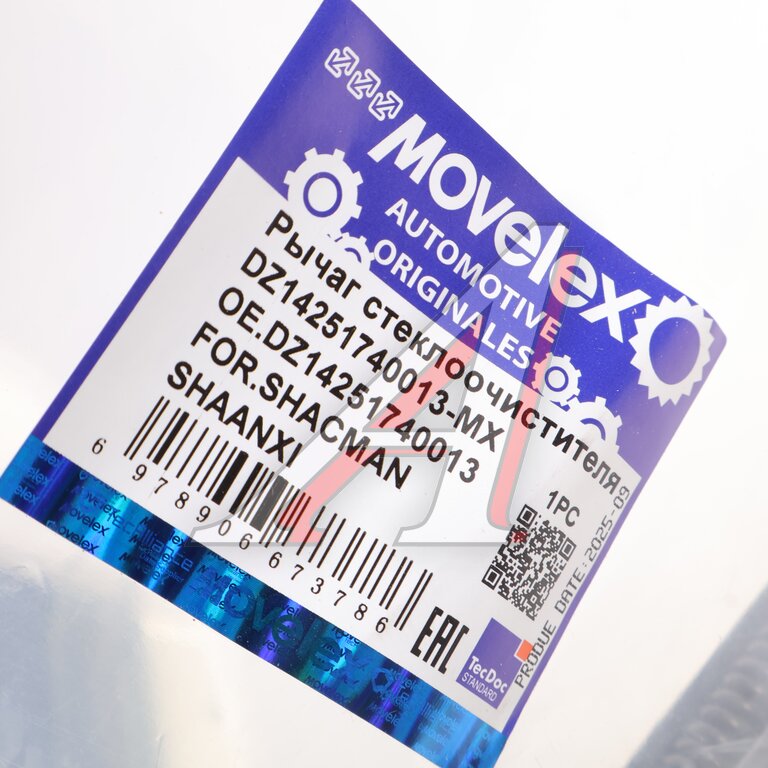 Movelex
AUTOMOTIVE
ORIGINALES
Рычаг стеклоочистителя
DZ14251740013-MX
OE.DZ14251740013
FOR.SHACMAN
SHAANXI
1PC
6 978906 673786
EAC
TecDoc
STANDARD
PRODUE DATE:2025-09
Movelex